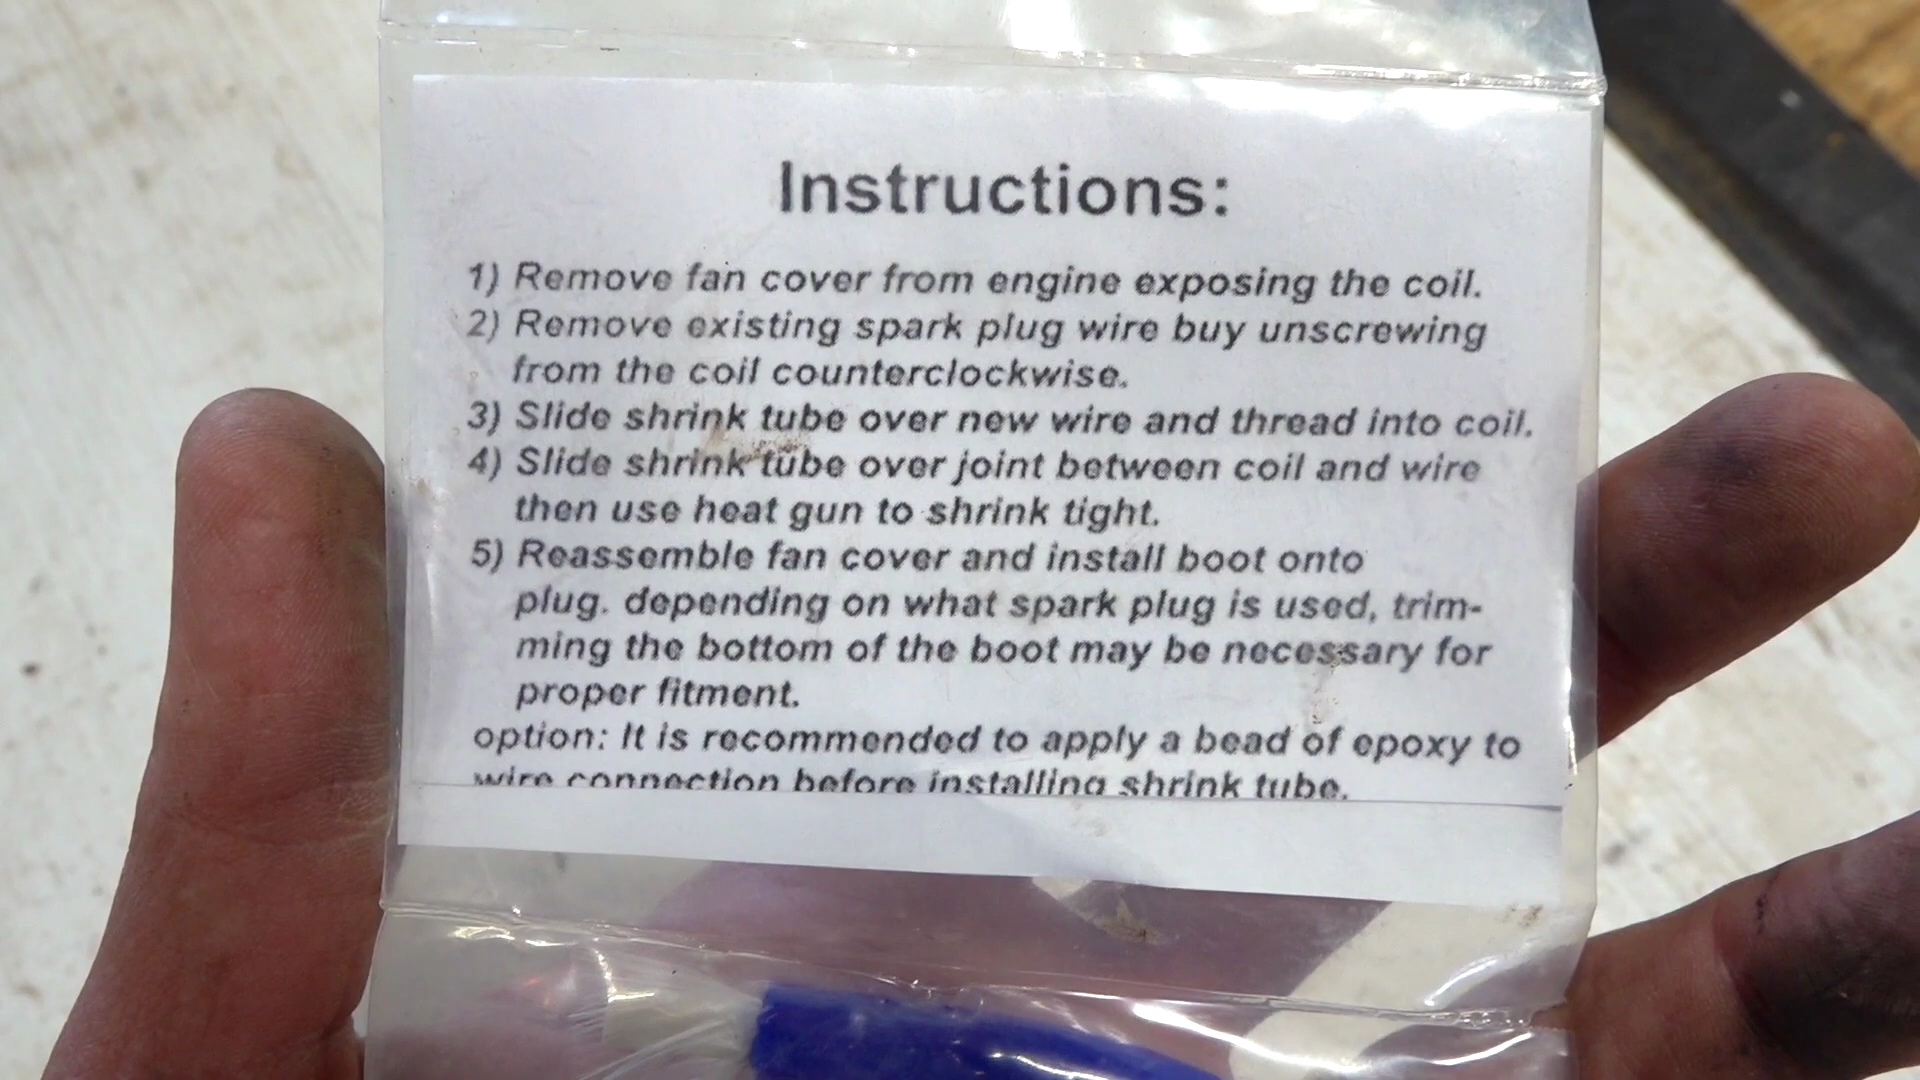 Instructions:
1) Remove fan cover from engine exposing the coil.
2) Remove existing spark plug wire buy unscrewing
from the coil counterclockwise.
3) Slide shrink tube over new wire and thread into coil.
4) Slide shrink tube over joint between coil and wire
then use heat gun to shrink tight.
5) Reassemble fan cover and install boot onto
plug. depending on what spark plug is used, trim-
ming the bottom of the boot may be necessary for
proper fitment.
option: It is recommended to apply a bead of epoxy to
wire connection before installing shrink tube.